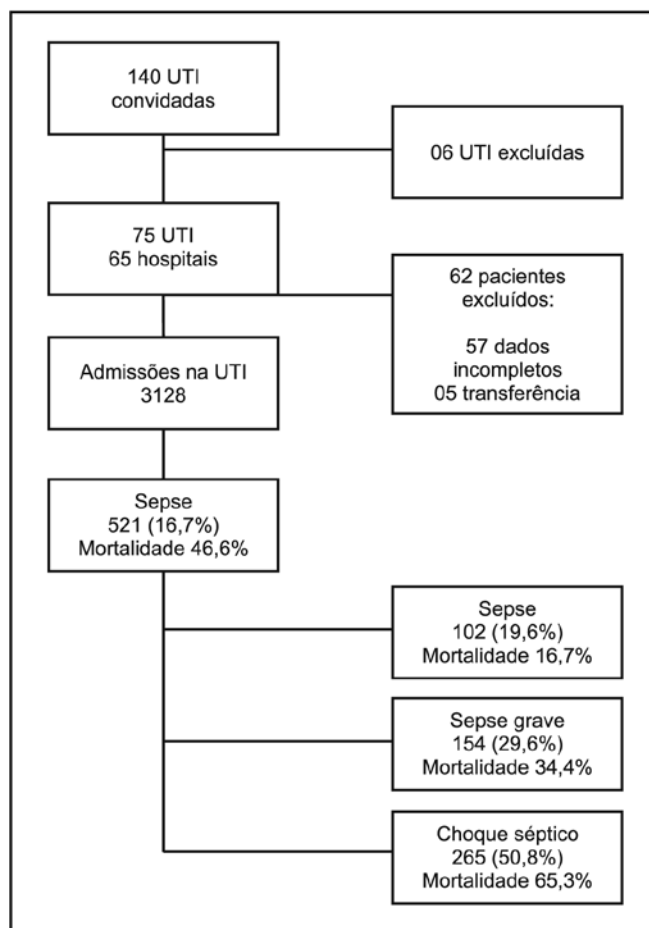 140 UTI
convidadas
06 UTI excluídas
75 UTI
65 hospitais
62 pacientes
excluídos:
57 dados
incompletos
05 transferência
Admissões na UTI
3128
Sepse
521 (16,7%)
Mortalidade 46,6%
Sepse
102 (19,6%)
Mortalidade 16,7%
Sepse grave
154 (29,6%)
Mortalidade 34,4%
Choque séptico
265 (50,8%)
Mortalidade 65,3%